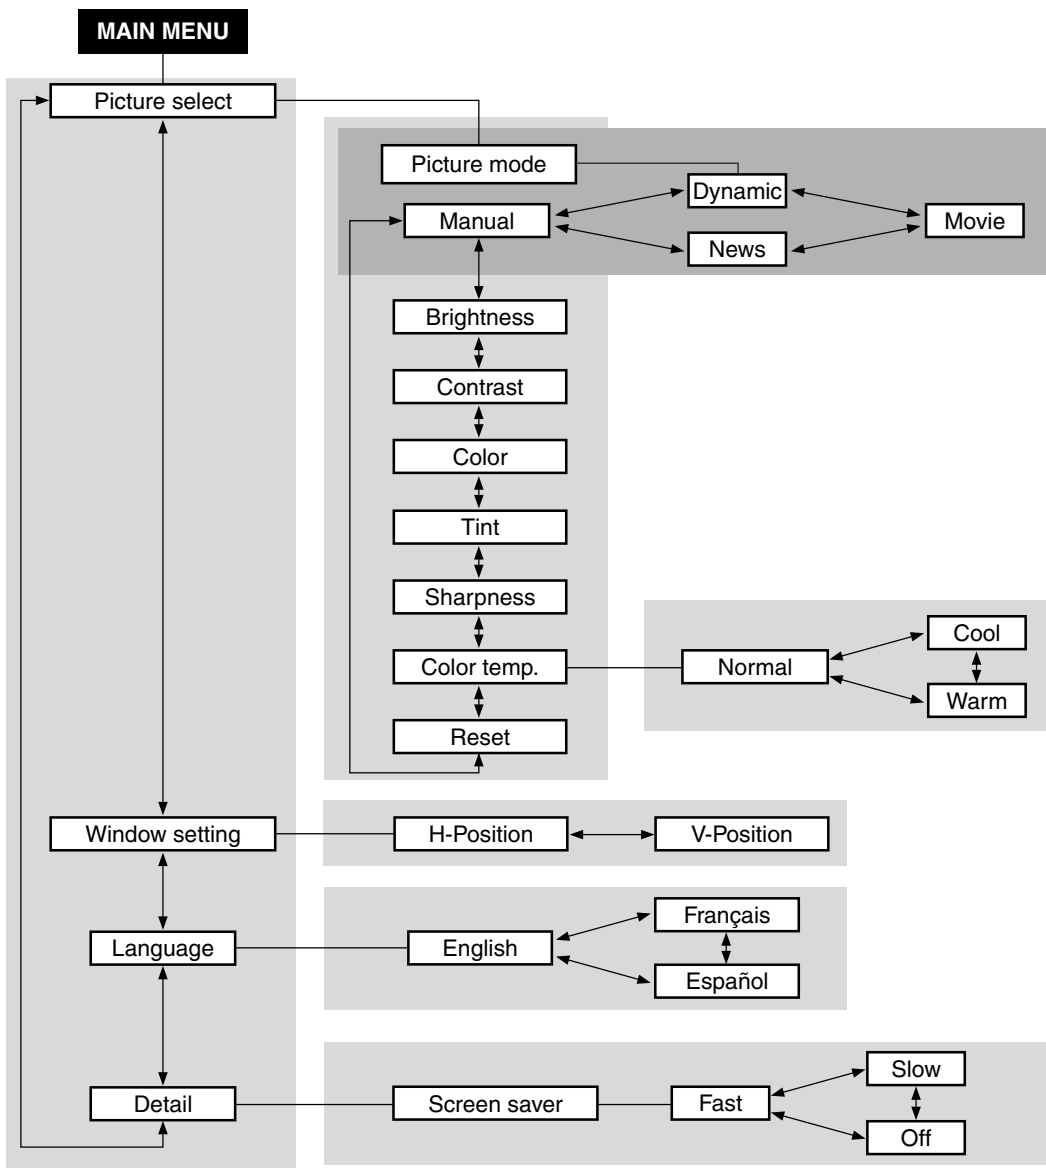 MAIN MENU
Picture select
Picture mode
Dynamic
Manual
Movie
News
Brightness
Contrast
Color
Tint
Sharpness
Cool
Color temp.
Normal
Warm
Reset
Window setting
H-Position
V-Position
Français
Language
English
Español
Slow
Detail
Screen saver
Fast
Off